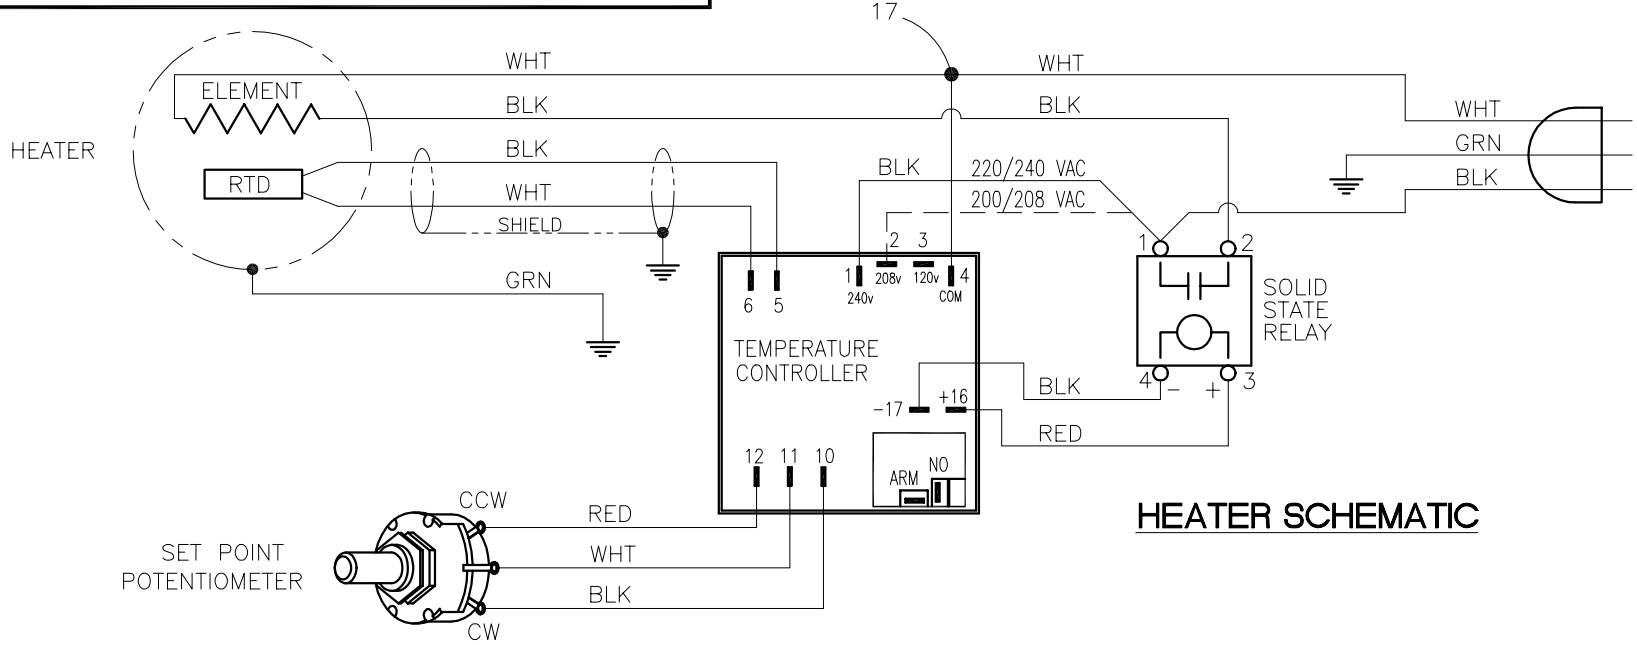 17
WHT
WHT
ELEMENT
BLK
BLK
WHT
HEATER
BLK
GRN
RTD
BLK
220/240 VAC
BLK
WHT
200/208 VAC
SHIELD
2
3
1
2
1
208v
120v
4
GRN
240v
COM
6
5
SOLID
STATE
RELAY
TEMPERATURE
CONTROLLER
4
-
+
3
BLK
-17
+16
RED
12
11
10
ARM
NO
CCW
RED
HEATER SCHEMATIC
SET POINT
POTENTIOMETER
WHT
BLK
CW